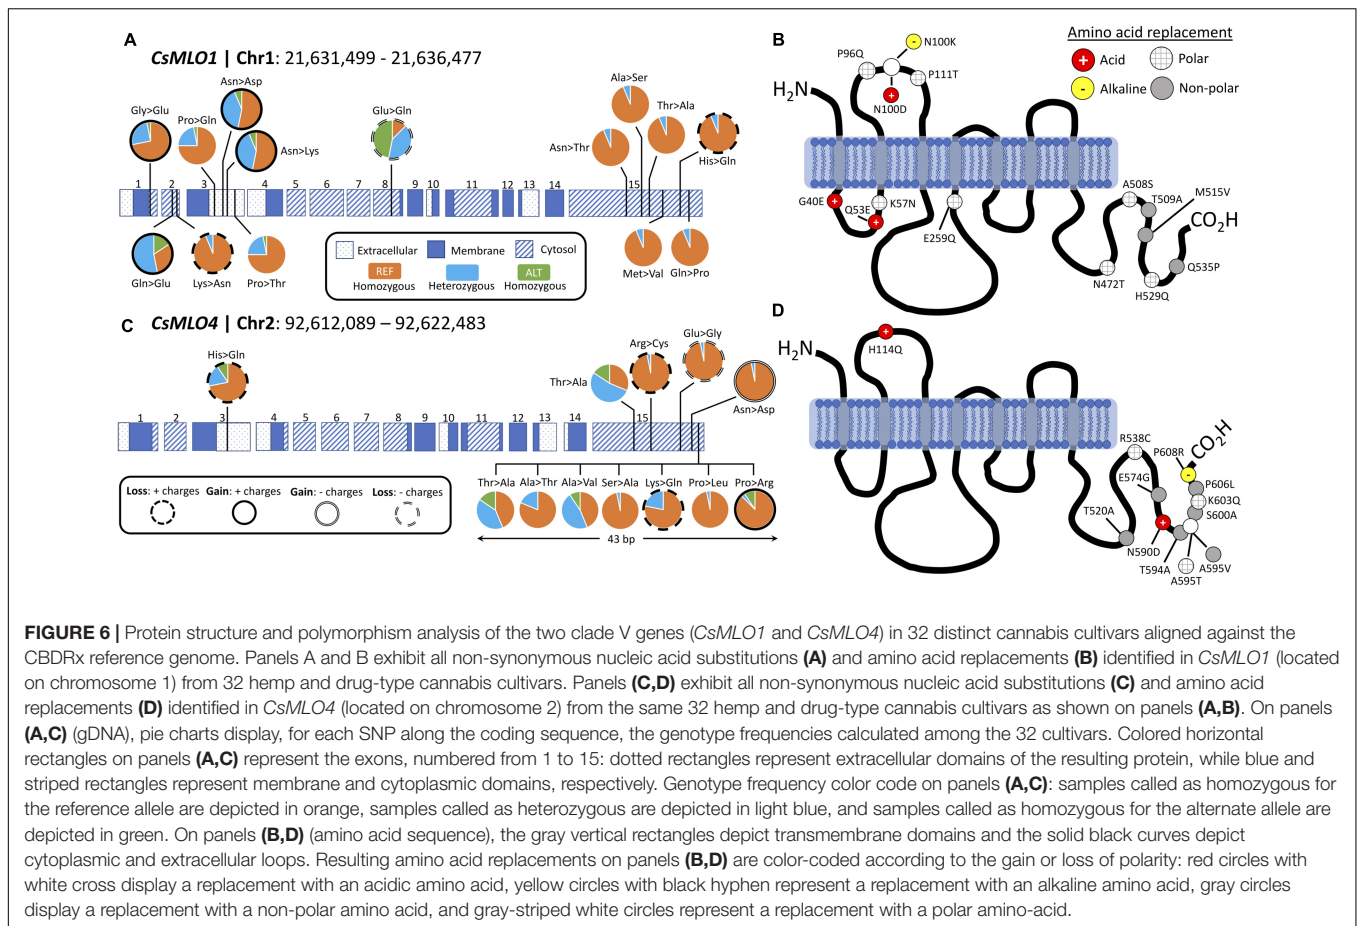 A
CsMLO1 | Chr1: 21,631,499 - 21,636,477
Asn>Asp
Gly>Glu
Pro>Gln
Asn>Lys
Glu>Gln
Ala>Ser
Thr>Ala
Asn>Thr
His>Gln
1 2 3 4 5 6 7 8 9 10 11 12 13 14 15
Gln>Glu
Lys>Asn
Pro>Thr
Met>Val
Gln>Pro
Extracellular Membrane Cytosol
REF ALT
Homozygous Heterozygous Homozygous
B
Amino acid replacement
+ Acid Polar
- Alkaline Non-polar
H₂N
P96Q
- N100K
P111T
+
N100D
+
G40E
Q53E
+
K57N
E259Q
A508S
T509A
M515V
CO₂H
Q535P
N472T
H529Q
C
CsMLO4 | Chr2: 92,612,089 – 92,622,483
His>Gln
Thr>Ala
Arg>Cys
Glu>Gly
Asn>Asp
1 2 3 4 5 6 7 8 9 10 11 12 13 14 15
Loss: + charges Gain: + charges Gain: - charges Loss: - charges
Thr>Ala Ala>Thr Ala>Val Ser>Ala Lys>Gln Pro>Leu Pro>Arg
43 bp
D
H₂N
+
H114Q
R538C
P608R
-
CO₂H
E574G
P606L
K603Q
S600A
T520A
+
N590D
T594A
A595T
A595V
FIGURE 6 | Protein structure and polymorphism analysis of the two clade V genes (CsMLO1 and CsMLO4) in 32 distinct cannabis cultivars aligned against the
CBDRx reference genome. Panels A and B exhibit all non-synonymous nucleic acid substitutions (A) and amino acid replacements (B) identified in CsMLO1 (located
on chromosome 1) from 32 hemp and drug-type cannabis cultivars. Panels (C,D) exhibit all non-synonymous nucleic acid substitutions (C) and amino acid
replacements (D) identified in CsMLO4 (located on chromosome 2) from the same 32 hemp and drug-type cannabis cultivars as shown on panels (A,B). On panels
(A,C) (gDNA), pie charts display, for each SNP along the coding sequence, the genotype frequencies calculated among the 32 cultivars. Colored horizontal
rectangles on panels (A,C) represent the exons, numbered from 1 to 15: dotted rectangles represent extracellular domains of the resulting protein, while blue and
striped rectangles represent membrane and cytoplasmic domains, respectively. Genotype frequency color code on panels (A,C): samples called as homozygous for
the reference allele are depicted in orange, samples called as heterozygous are depicted in light blue, and samples called as homozygous for the alternate allele are
depicted in green. On panels (B,D) (amino acid sequence), the gray vertical rectangles depict transmembrane domains and the solid black curves depict
cytoplasmic and extracellular loops. Resulting amino acid replacements on panels (B,D) are color-coded according to the gain or loss of polarity: red circles with
white cross display a replacement with an acidic amino acid, yellow circles with black hyphen represent a replacement with an alkaline amino acid, gray circles
display a replacement with a non-polar amino acid, and gray-striped white circles represent a replacement with a polar amino-acid.